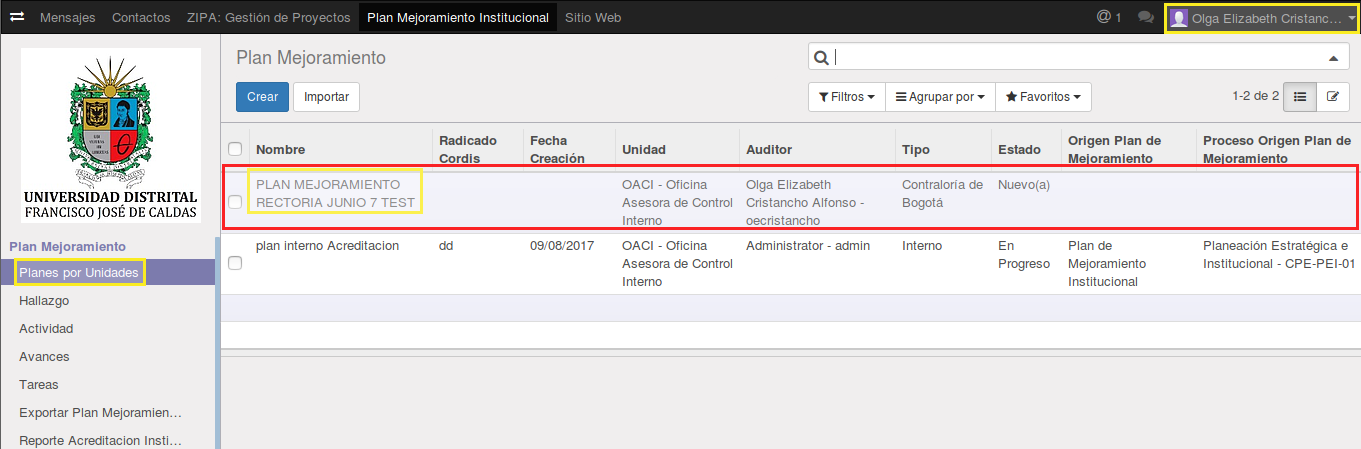 Mensajes Contactos ZIPA: Gestión de Proyectos Plan Mejoramiento Institucional Sitio Web @ 1 Olga Elizabeth Cristanc...
Plan Mejoramiento
Crear Importar Filtros Agrupar por Favoritos 1-2 de 2
UNIVERSIDAD DISTRITAL
FRANCISCO JOSÉ DE CALDAS
Plan Mejoramiento
Planes por Unidades
Hallazgo
Actividad
Avances
Tareas
Exportar Plan Mejoramien...
Reporte Acreditacion Insti...
Nombre
Radicado
Cordis
Fecha
Creación
Unidad
Auditor
Tipo
Estado
Origen Plan de
Mejoramiento
Proceso Origen Plan de
Mejoramiento
PLAN MEJORAMIENTO
RECTORIA JUNIO 7 TEST
OACI - Oficina
Asesora de Control
Interno
Olga Elizabeth
Cristancho Alfonso -
oecristancho
Contraloría de
Bogotá
Nuevo(a)
plan interno Acreditacion
dd
09/08/2017
OACI - Oficina
Asesora de Control
Interno
Administrator - admin
Interno
En
Progreso
Plan de
Mejoramiento
Institucional
Planeación Estratégica e
Institucional - CPE-PEI-01